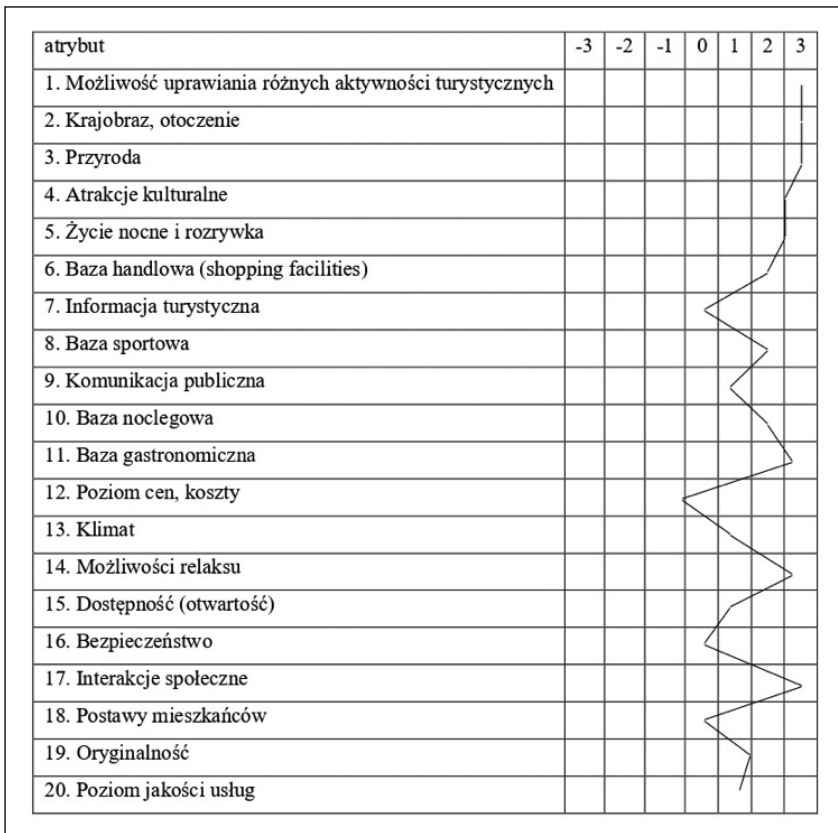 atrybut -3 -2 -1 0 1 2 3
1. Możliwość uprawiania różnych aktywności turystycznych
2. Krajobraz, otoczenie
3. Przyroda
4. Atrakcje kulturalne
5. Życie nocne i rozrywka
6. Baza handlowa (shopping facilities)
7. Informacja turystyczna
8. Baza sportowa
9. Komunikacja publiczna
10. Baza noclegowa
11. Baza gastronomiczna
12. Poziom cen, koszty
13. Klimat
14. Możliwości relaksu
15. Dostępność (otwartość)
16. Bezpieczeństwo
17. Interakcje społeczne
18. Postawy mieszkańców
19. Oryginalność
20. Poziom jakości usług